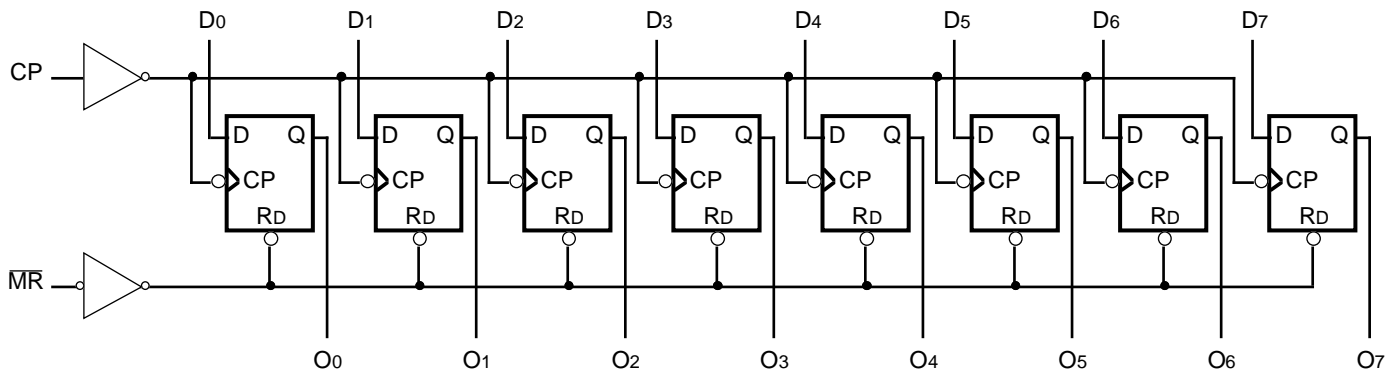 D0 D1 D2 D3 D4 D5 D6 D7
CP
D Q D Q D Q D Q D Q D Q D Q D Q
CP CP CP CP CP CP CP CP
RD RD RD RD RD RD RD RD
M̅R̅
O0 O1 O2 O3 O4 O5 O6 O7